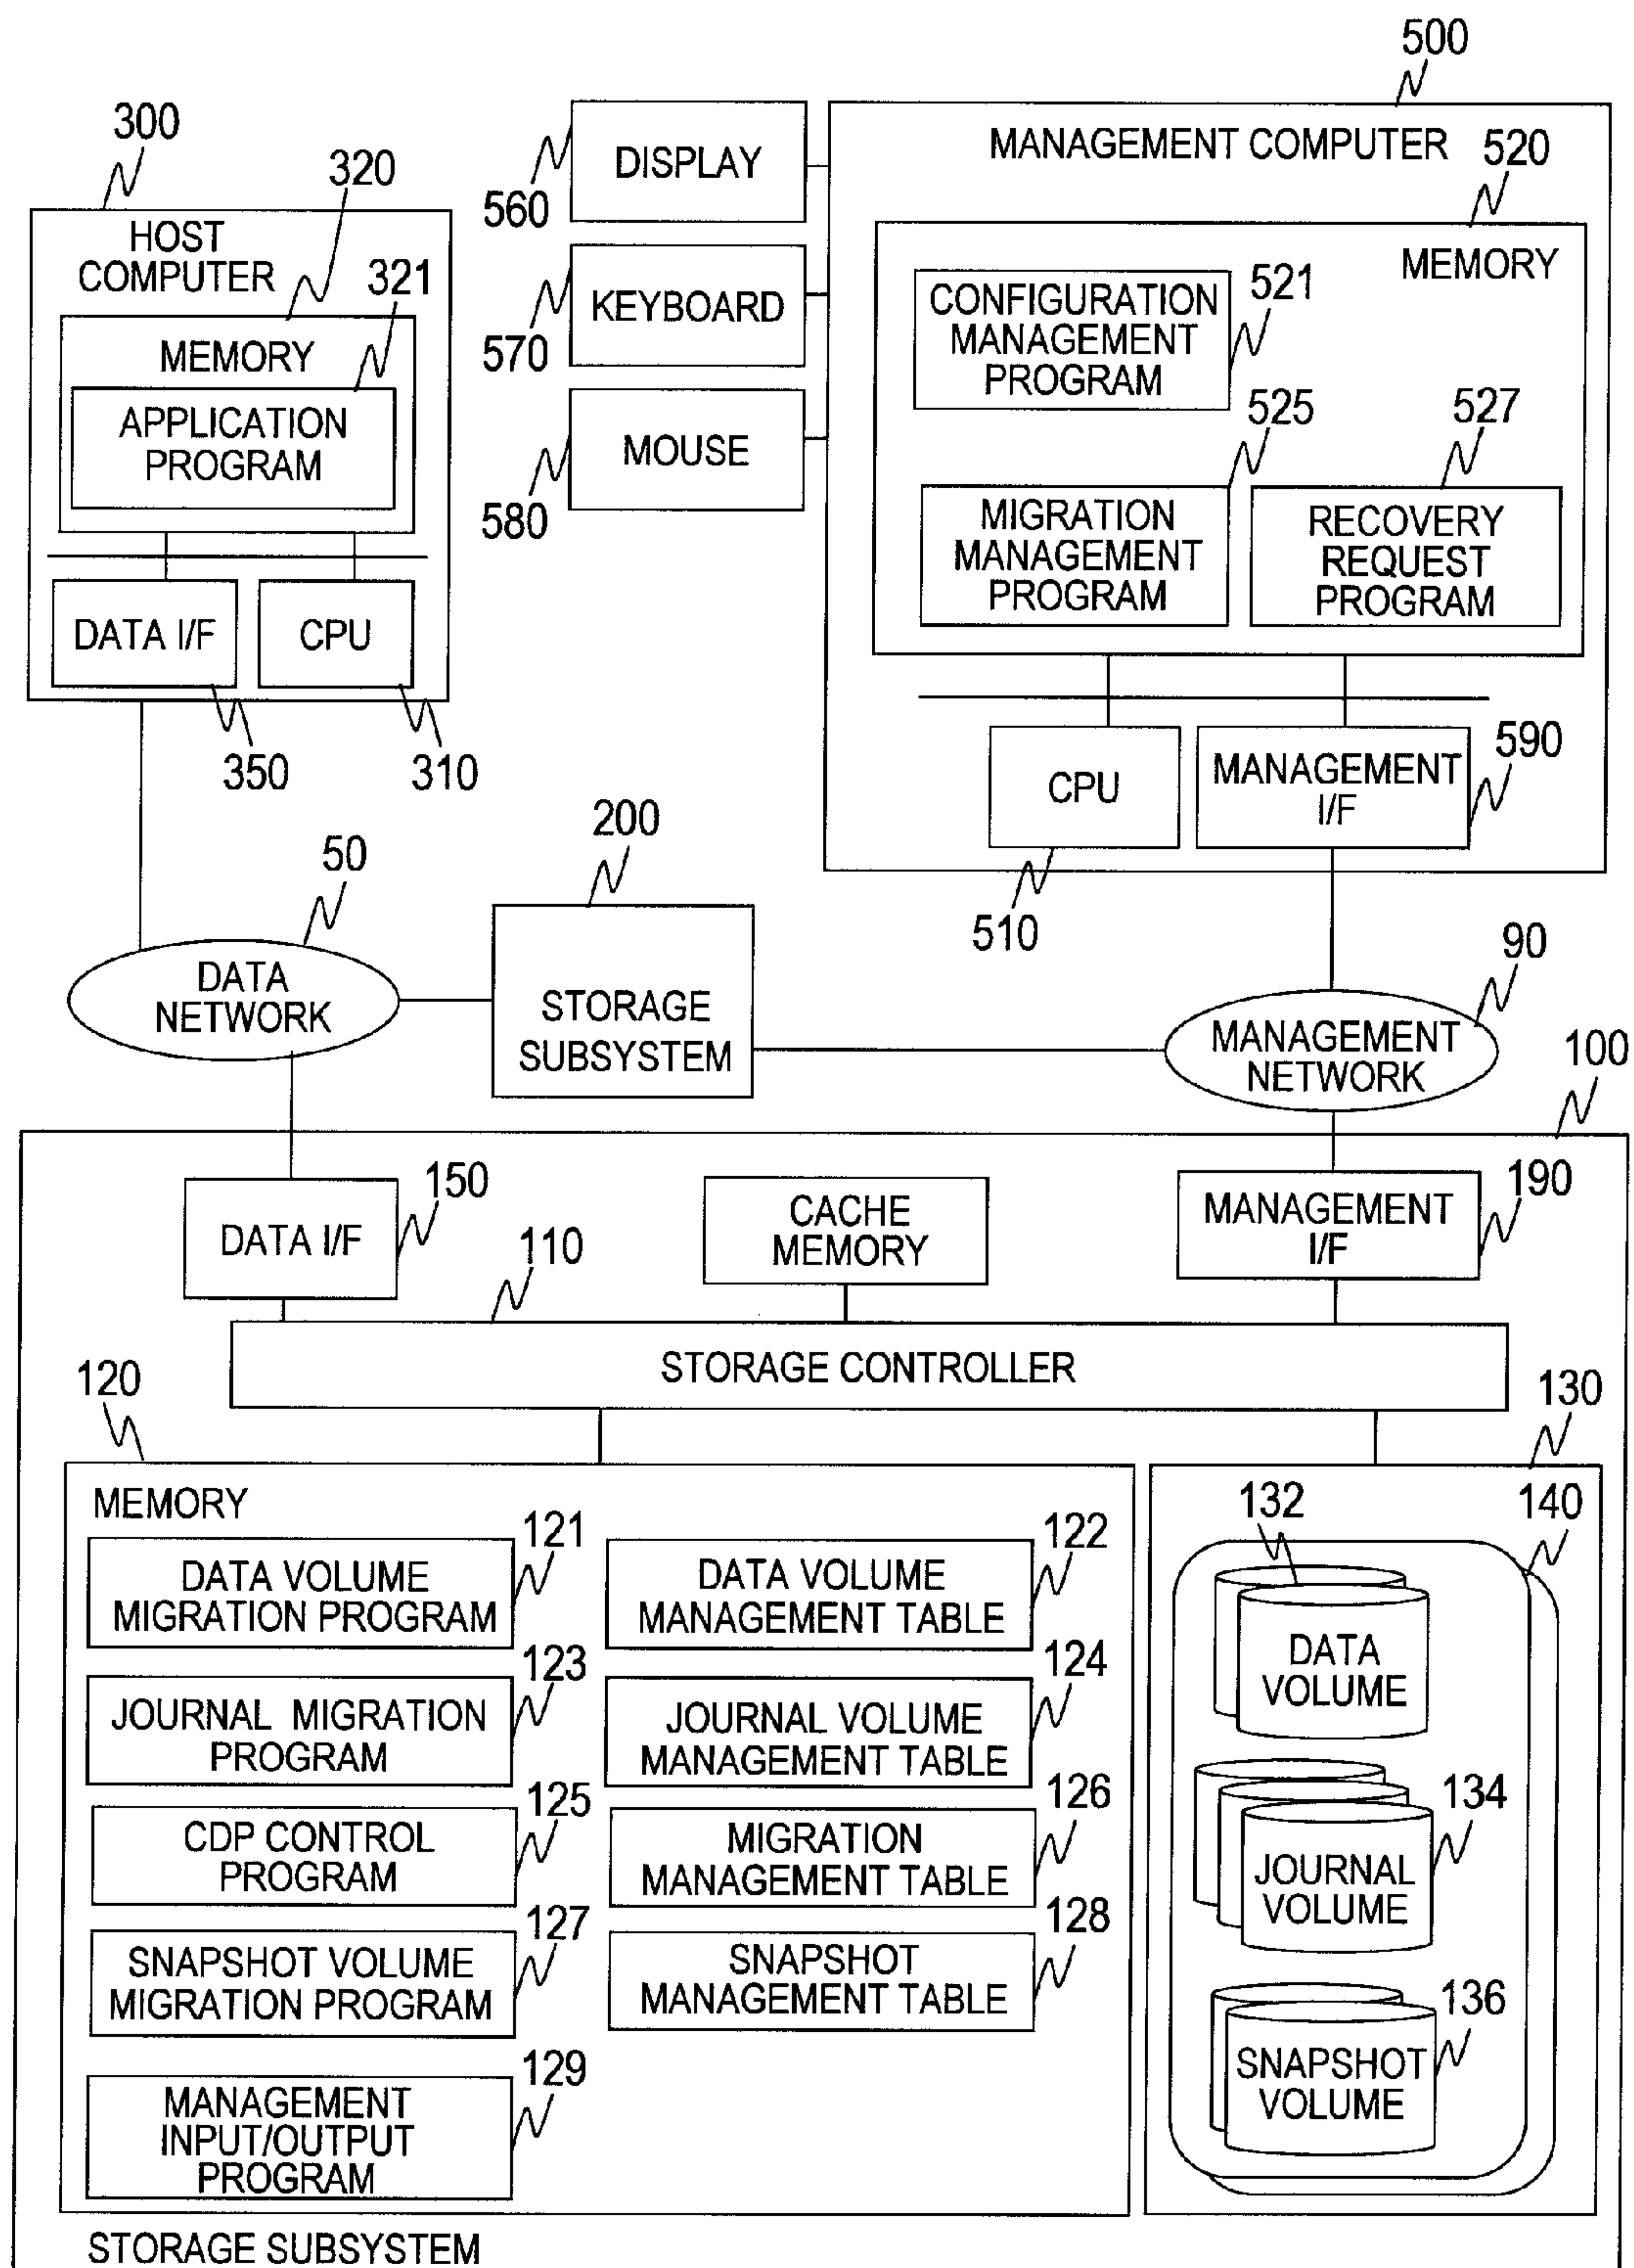 500
300
MANAGEMENT COMPUTER
520
320
DISPLAY
560
HOST
COMPUTER
321
MEMORY
CONFIGURATION
MANAGEMENT
PROGRAM
521
KEYBOARD
570
MEMORY
APPLICATION
PROGRAM
525
527
MOUSE
580
MIGRATION
MANAGEMENT
PROGRAM
RECOVERY
REQUEST
PROGRAM
DATA I/F
CPU
350
310
CPU
MANAGEMENT
I/F
590
200
50
510
90
DATA
NETWORK
STORAGE
SUBSYSTEM
MANAGEMENT
NETWORK
100
DATA I/F
150
CACHE
MEMORY
MANAGEMENT
I/F
190
110
STORAGE CONTROLLER
120
130
MEMORY
132
140
121
DATA VOLUME
MIGRATION PROGRAM
122
DATA VOLUME
MANAGEMENT TABLE
DATA
VOLUME
123
JOURNAL MIGRATION
PROGRAM
124
JOURNAL VOLUME
MANAGEMENT TABLE
134
JOURNAL
VOLUME
125
CDP CONTROL
PROGRAM
126
MIGRATION
MANAGEMENT TABLE
127
SNAPSHOT VOLUME
MIGRATION PROGRAM
128
SNAPSHOT
MANAGEMENT TABLE
136
SNAPSHOT
VOLUME
129
MANAGEMENT
INPUT/OUTPUT
PROGRAM
STORAGE SUBSYSTEM